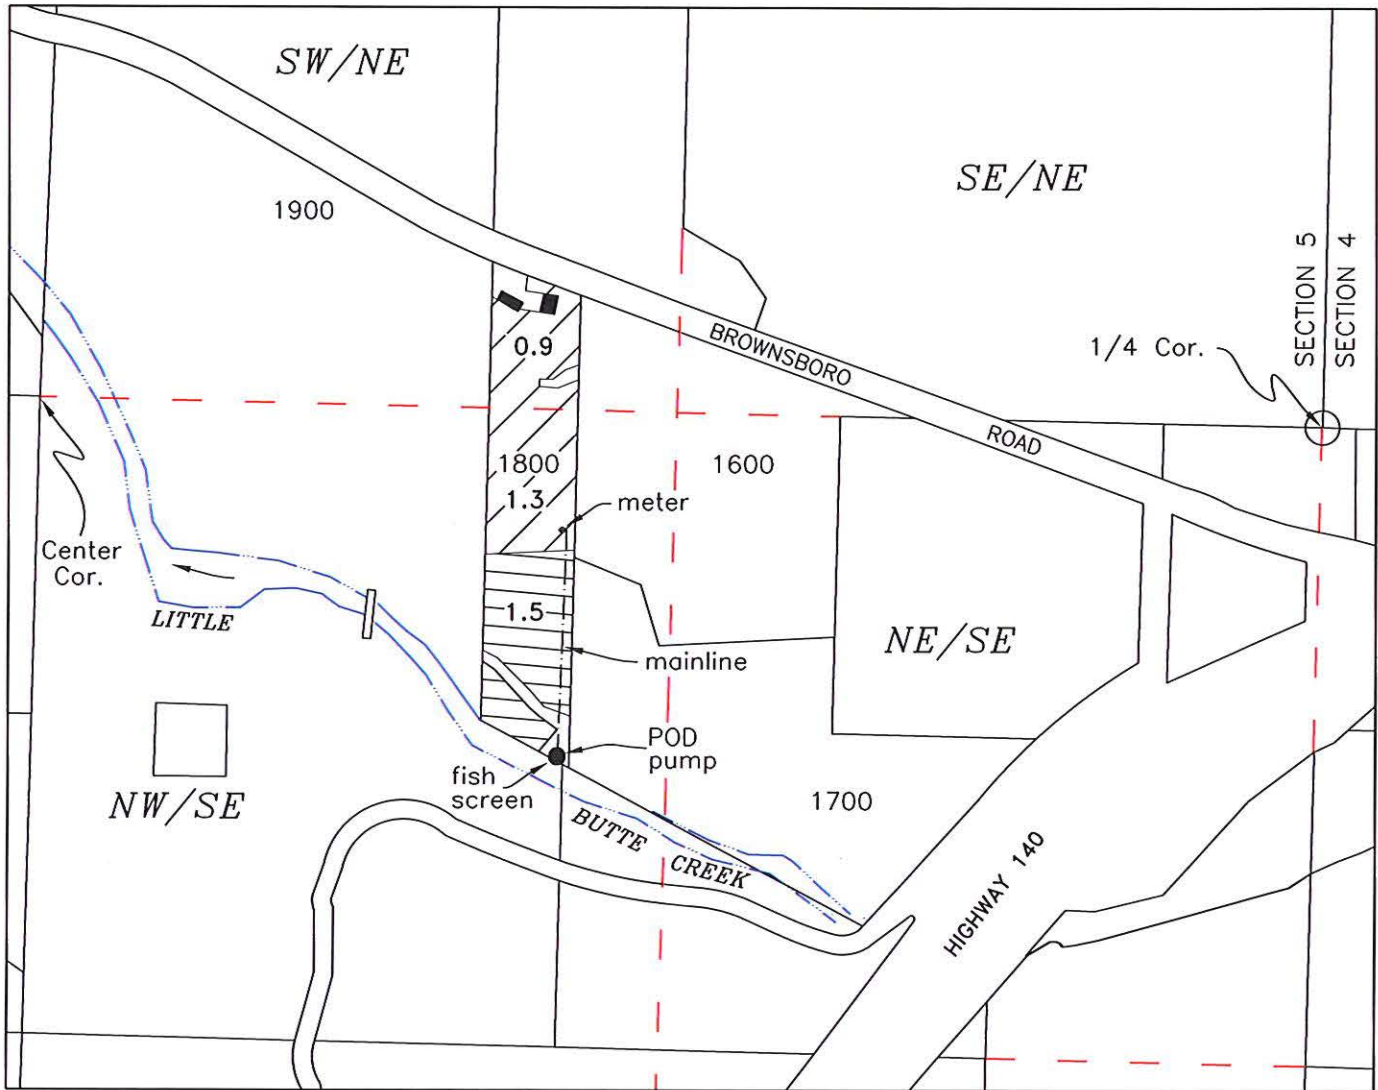 SW/NE
SE/NE
1900
SECTION 5
SECTION 4
BROWNSBORO
ROAD
1/4 Cor.
0.9
1800
1600
1.3
meter
Center
Cor.
LITTLE
1.5
mainline
NE/SE
POD
pump
fish
screen
NW/SE
1700
BUTTE
CREEK
HIGHWAY 140